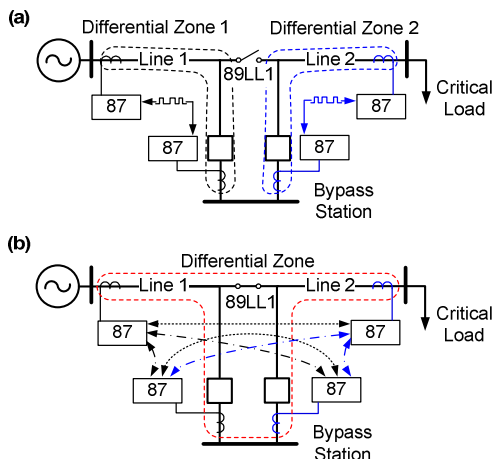 (a)
Differential Zone 1
Differential Zone 2
Line 1
89LL1
Line 2
87
87
87
87
Critical
Load
Bypass
Station
(b)
Differential Zone
Line 1
89LL1
Line 2
87
87
87
87
Critical
Load
Bypass
Station